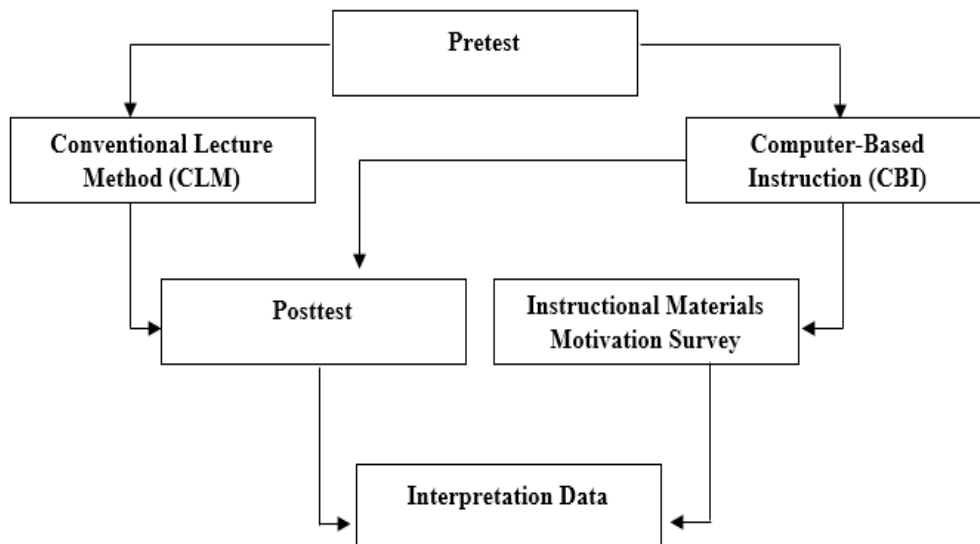 Pretest
Conventional Lecture
Method (CLM)
Computer-Based
Instruction (CBI)
Posttest
Instructional Materials
Motivation Survey
Interpretation Data